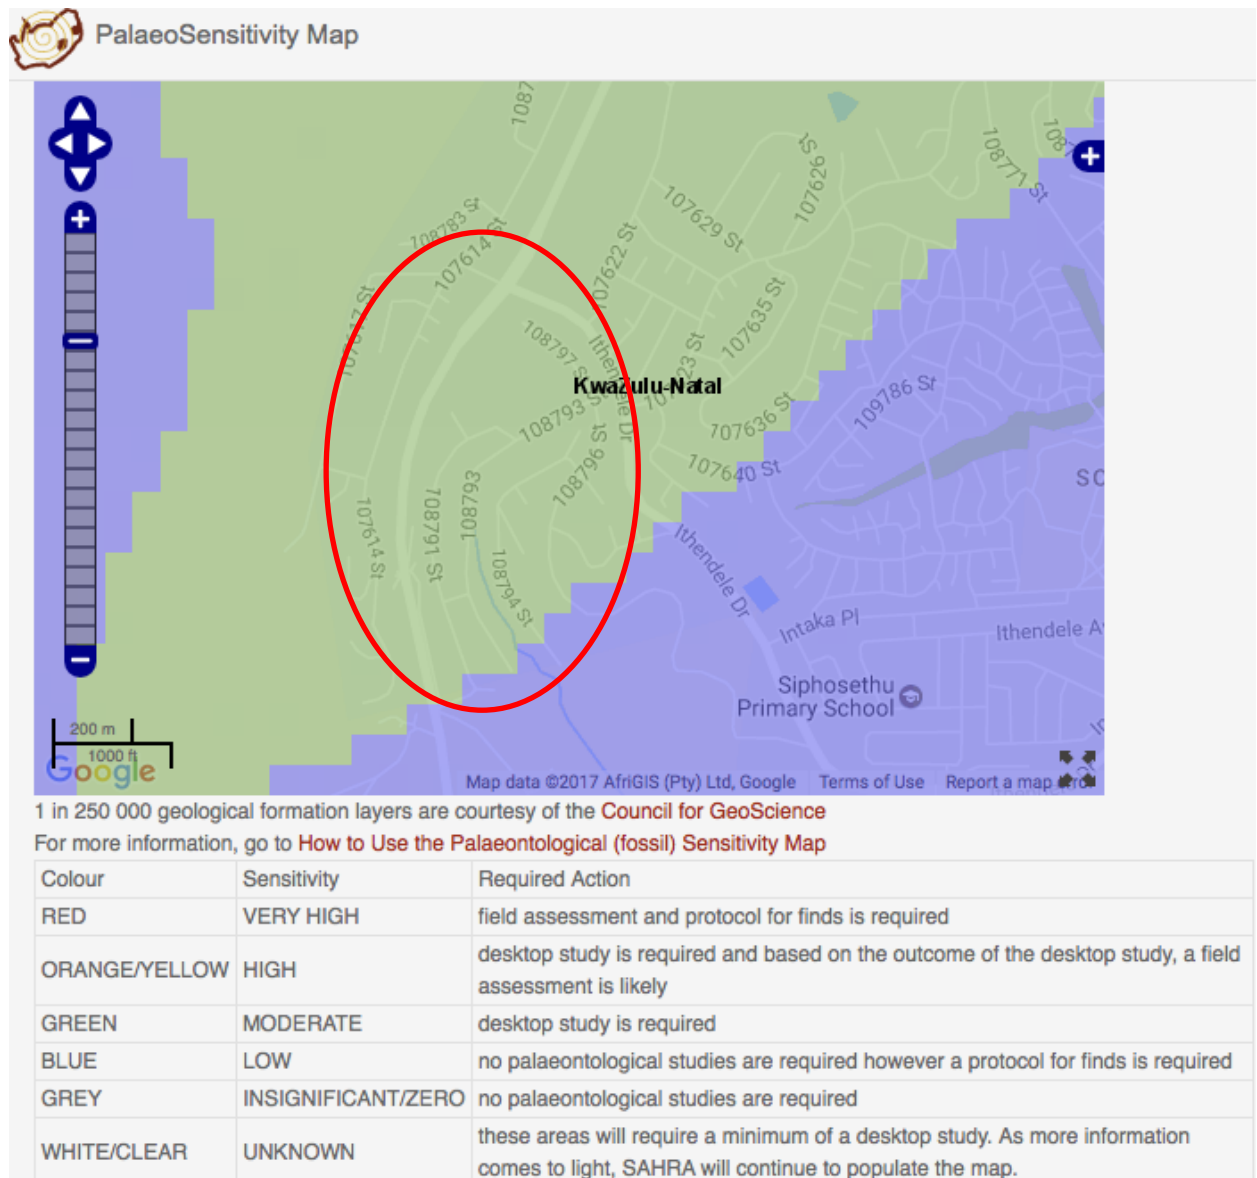 PalaeoSensitivity Map
1087
108771 St
107626 St
107629 St
108783 St
107614 St
107622 St
107617 St
107635 St
108797 St
Ithendele Dr
KwaZulu-Natal
109786 St
108793 St
107636 St
108796 St
107640 St
108793
107614 St
108791 St
108794 St
Ithendele Dr
Intaka Pl
Ithendele A
Siphosethu
Primary School
200 m
1000 ft
Google
Map data ©2017 AfriGIS (Pty) Ltd, Google Terms of Use Report a map
1 in 250 000 geological formation layers are courtesy of the Council for GeoScience
For more information, go to How to Use the Palaeontological (fossil) Sensitivity Map
Colour Sensitivity Required Action
RED VERY HIGH field assessment and protocol for finds is required
ORANGE/YELLOW HIGH desktop study is required and based on the outcome of the desktop study, a field
assessment is likely
GREEN MODERATE desktop study is required
BLUE LOW no palaeontological studies are required however a protocol for finds is required
GREY INSIGNIFICANT/ZERO no palaeontological studies are required
WHITE/CLEAR UNKNOWN these areas will require a minimum of a desktop study. As more information
comes to light, SAHRA will continue to populate the map.